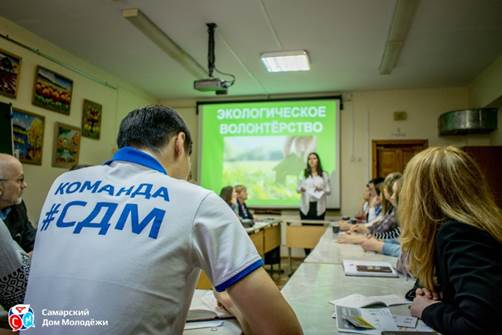 ЭКОЛОГИЧЕСКОЕ
ВОЛОНТЁРСТВО
КОМАНДА
#СДМ
Самарский
Дом Молодёжи